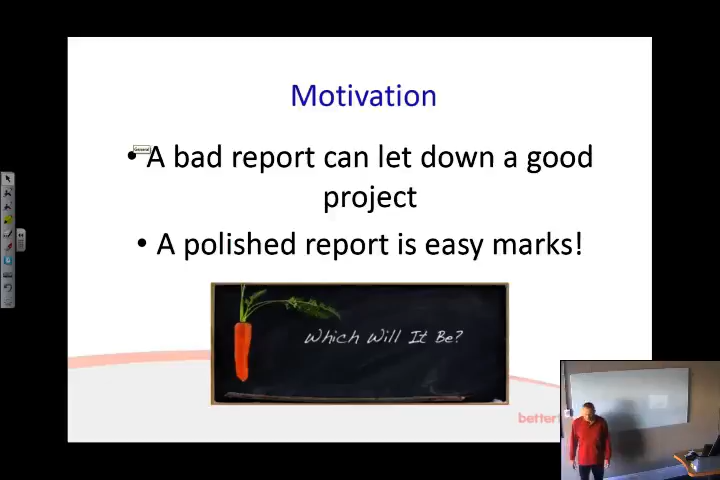 Motivation
• A bad report can let down a good
project
• A polished report is easy marks!
Which Will It Be?
better